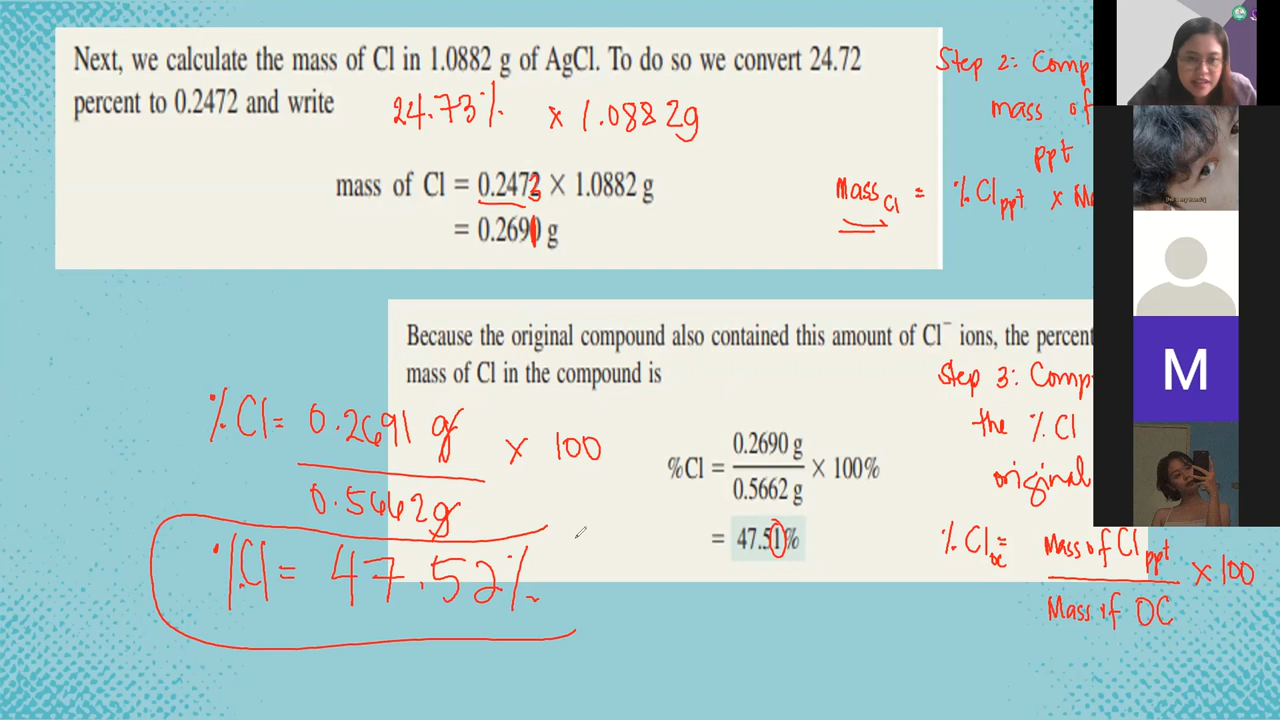 Next, we calculate the mass of Cl in 1.0882 g of AgCl. To do so we convert 24.72
percent to 0.2472 and write
24.73% × 1.0882g
mass of Cl = 0.2473 × 1.0882 g
= 0.2691 g
Step 2: Comp
mass of
ppt
Mass Cl = % Cl ppt × Ma
Because the original compound also contained this amount of Cl⁻ ions, the percent
mass of Cl in the compound is
%Cl = 0.2690 g
0.5662 g
× 100%
= 47.51%
Step 3: Comp
the % Cl
original
% Cl oc = Mass of Cl ppt
Mass of OC
× 100
% Cl = 0.2691 g
0.5662g
× 100
% Cl = 47.52%
M